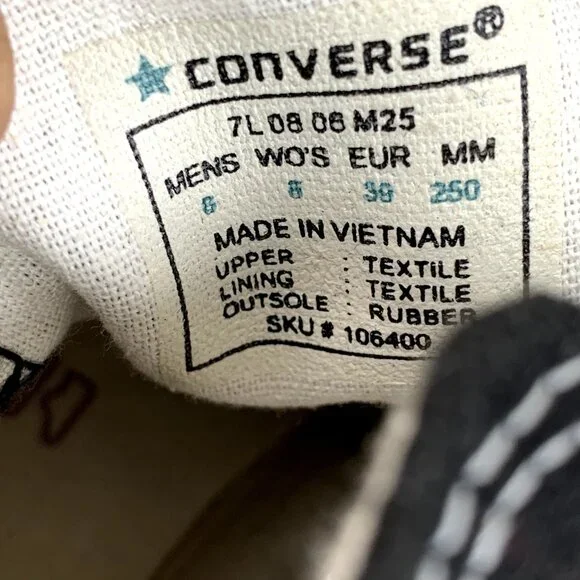 CONVERSE®
7L 08 08 M25
MENS WO'S EUR MM
6 8 39 250
MADE IN VIETNAM
UPPER : TEXTILE
LINING : TEXTILE
OUTSOLE : RUBBER
SKU # 106400